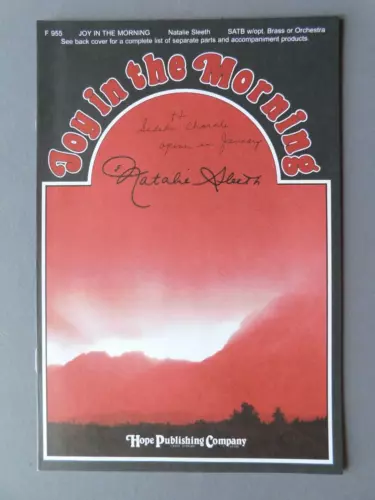 F 955 JOY IN THE MORNING Natalie Sleeth SATB w/opt. Brass or Orchestra
See back cover for a complete list of separate parts and accompaniment products.
Joy in the Morning
Natalie Sleeth
Hope Publishing Company